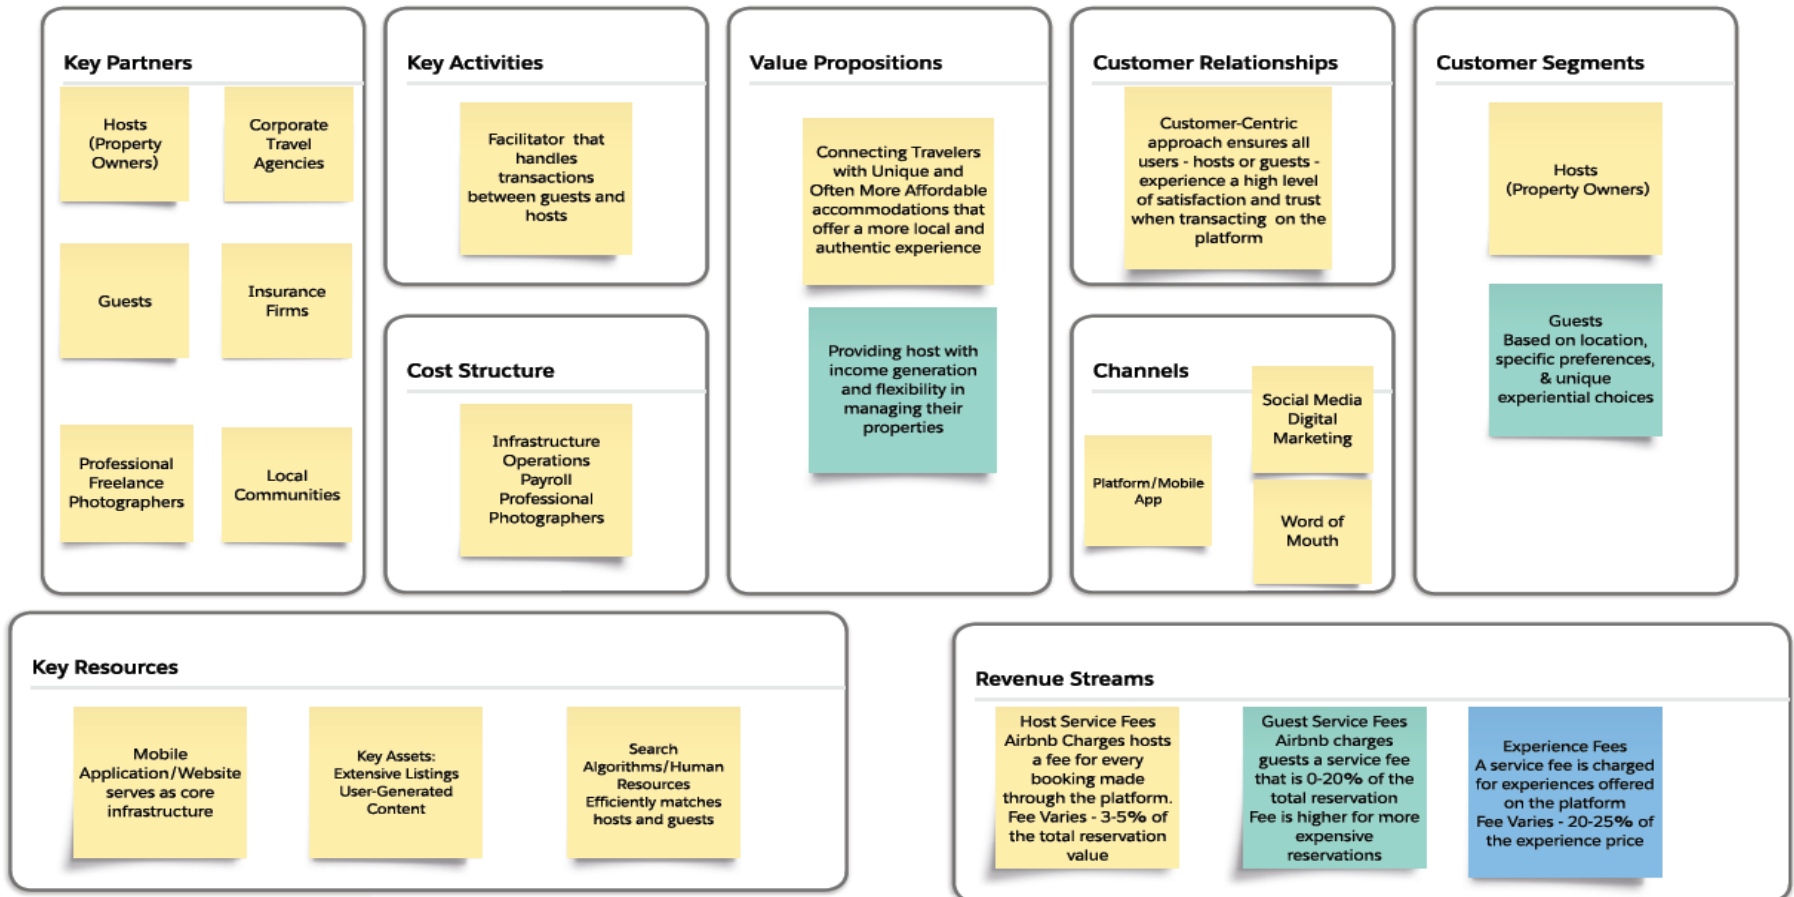 Key Partners
Hosts
(Property
Owners)
Corporate
Travel
Agencies
Guests
Insurance
Firms
Professional
Freelance
Photographers
Local
Communities
Key Activities
Facilitator that
handles
transactions
between guests and
hosts
Cost Structure
Infrastructure
Operations
Payroll
Professional
Photographers
Value Propositions
Connecting Travelers
with Unique and
Often More Affordable
accommodations that
offer a more local and
authentic experience
Providing host with
income generation
and flexibility in
managing their
properties
Customer Relationships
Customer-Centric
approach ensures all
users - hosts or guests -
experience a high level
of satisfaction and trust
when transacting on the
platform
Channels
Social Media
Digital
Marketing
Platform/Mobile
App
Word of
Mouth
Customer Segments
Hosts
(Property Owners)
Guests
Based on location,
specific preferences,
& unique
experiential choices
Key Resources
Mobile
Application/Website
serves as core
infrastructure
Key Assets:
Extensive Listings
User-Generated
Content
Search
Algorithms/Human
Resources
Efficiently matches
hosts and guests
Revenue Streams
Host Service Fees
Airbnb Charges hosts
a fee for every
booking made
through the platform.
Fee Varies - 3-5% of
the total reservation
value
Guest Service Fees
Airbnb charges
guests a service fee
that is 0-20% of the
total reservation
Fee is higher for more
expensive
reservations
Experience Fees
A service fee is charged
for experiences offered
on the platform
Fee Varies - 20-25% of
the experience price